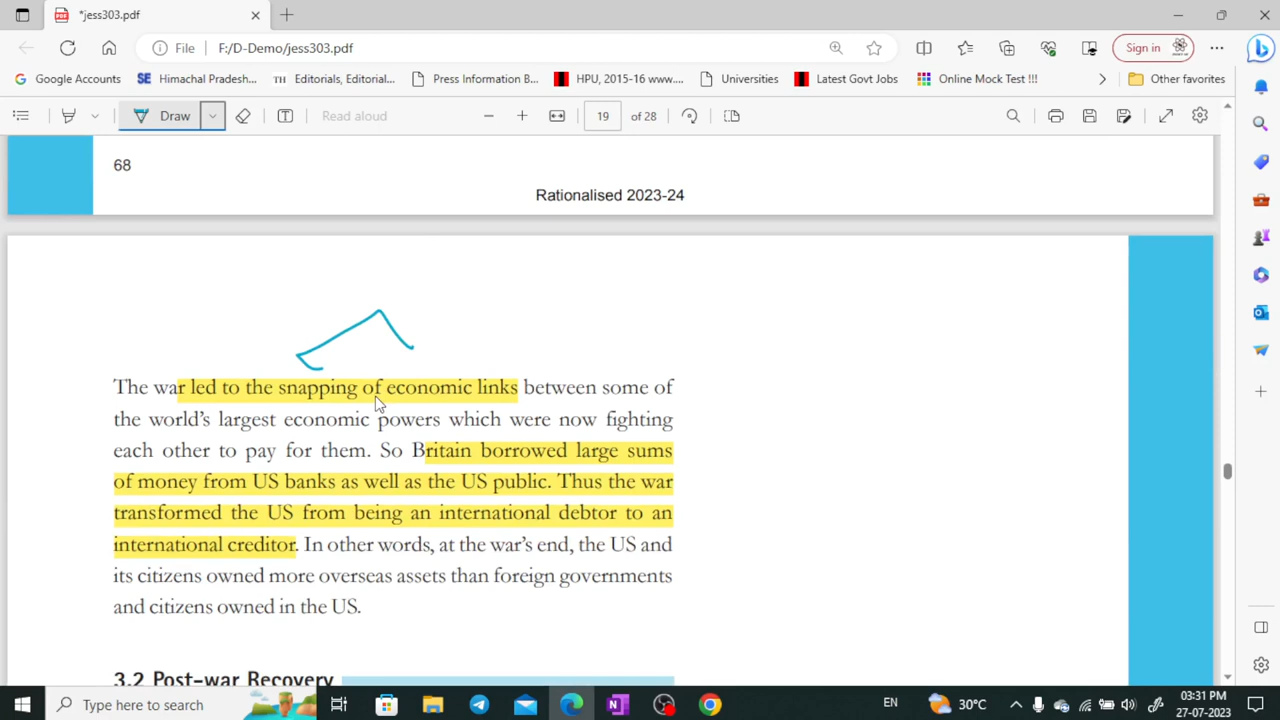 *jess303.pdf
File F:/D-Demo/jess303.pdf Sign in
Google Accounts SE Himachal Pradesh... TH Editorials, Editorial... Press Information B... HPU, 2015-16 www.... Universities Latest Govt Jobs Online Mock Test !!! Other favorites
Draw Read aloud 19 of 28
68
Rationalised 2023-24
The war led to the snapping of economic links between some of
the world's largest economic powers which were now fighting
each other to pay for them. So Britain borrowed large sums
of money from US banks as well as the US public. Thus the war
transformed the US from being an international debtor to an
international creditor. In other words, at the war's end, the US and
its citizens owned more overseas assets than foreign governments
and citizens owned in the US.
3.2 Post-war Recovery
Type here to search EN 30°C 03:31 PM
27-07-2023